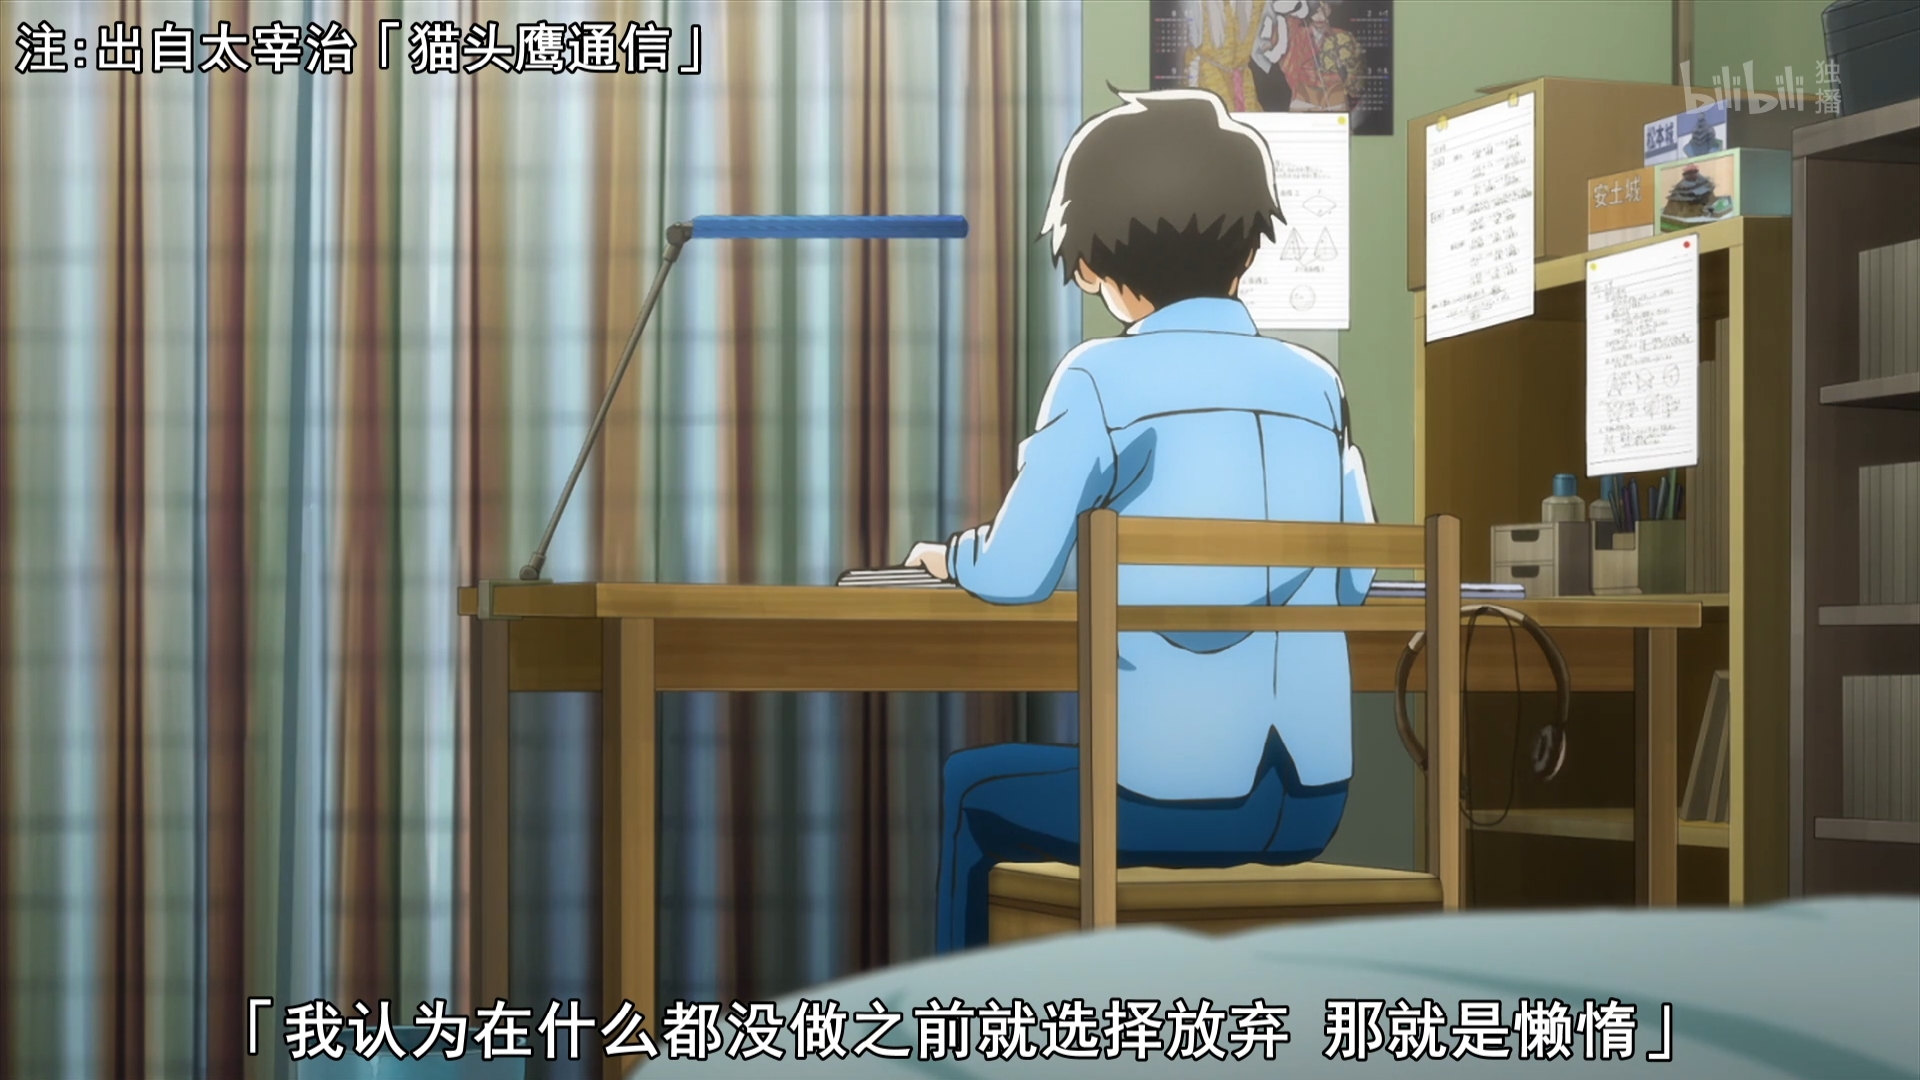 注:出自太宰治「猫头鹰通信」
bilibili 独播
松本城
安土城
「我认为在什么都没做之前就选择放弃 那就是懒惰」